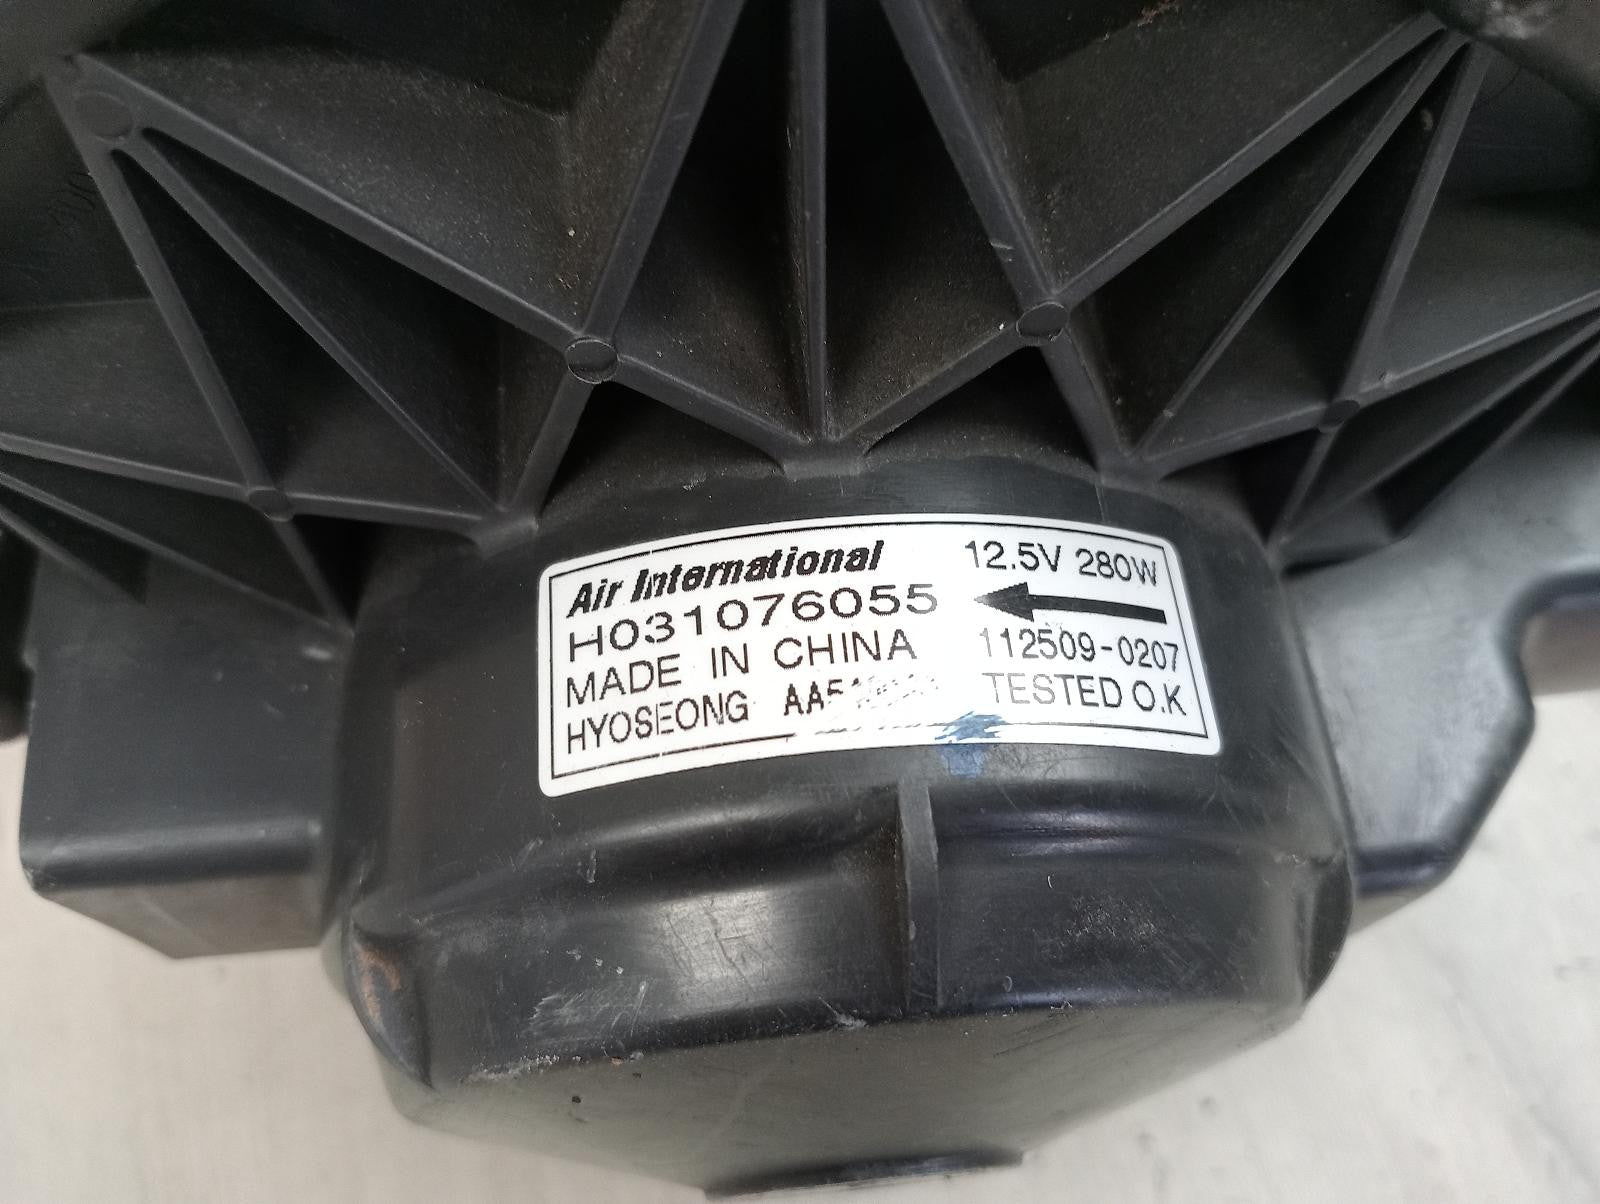 Air International
12.5V 280W
H031076055
MADE IN CHINA
112509-0207
HYOSEONG
TESTED O.K